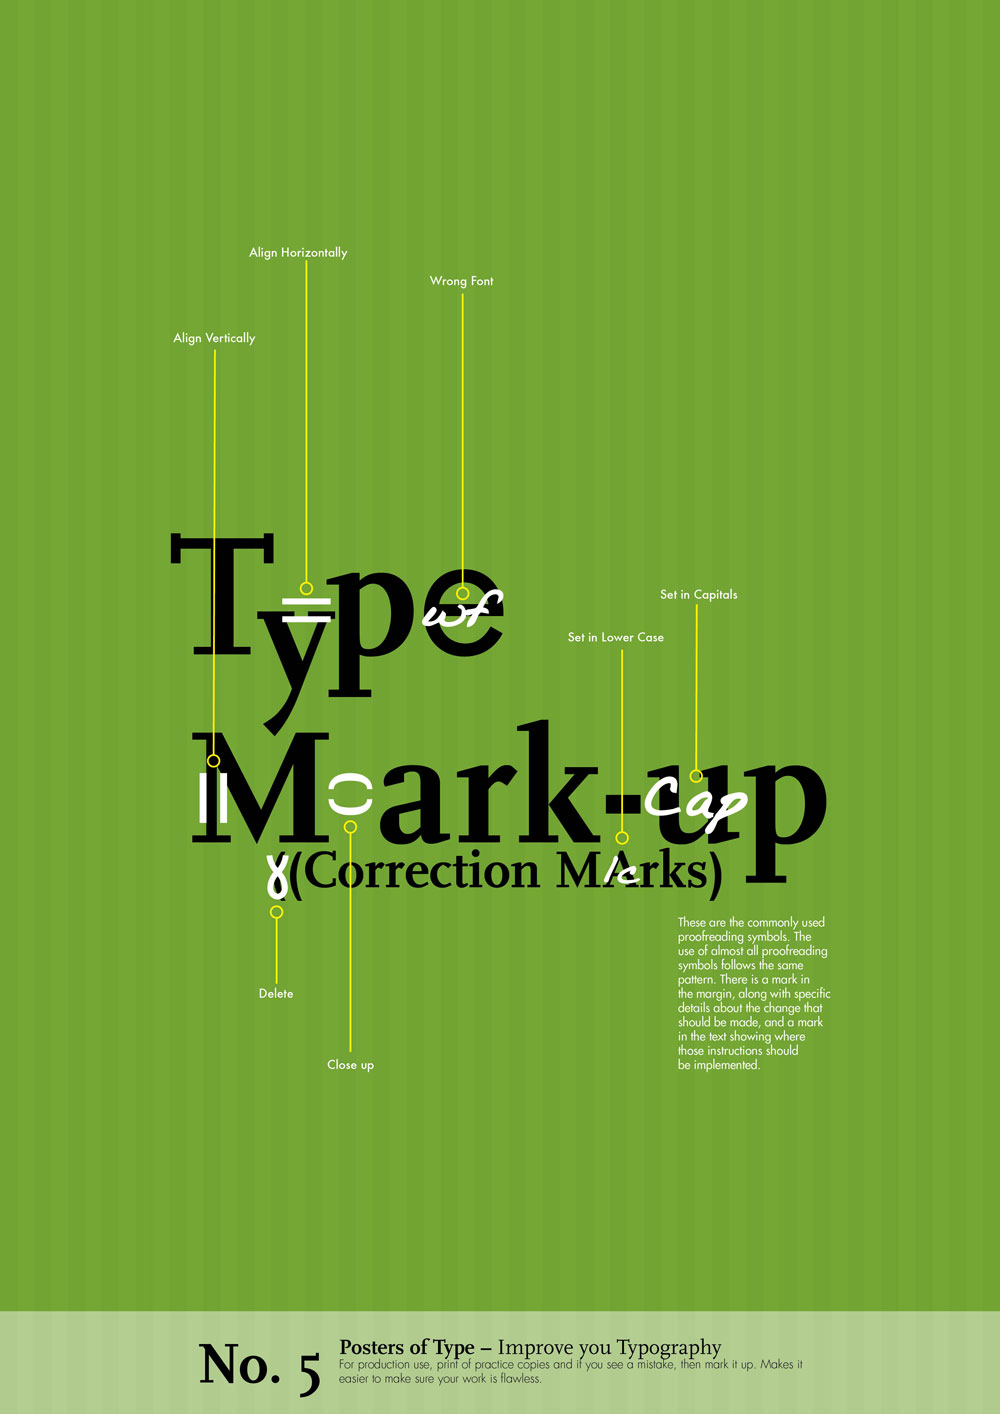 Align Horizontally
Wrong Font
Align Vertically
Type
wf
Set in Capitals
Set in Lower Case
Mark-up
Cap
((Correction MArks)
lc
These are the commonly used
proofreading symbols. The
use of almost all proofreading
symbols follows the same
pattern. There is a mark in
the margin, along with specific
details about the change that
should be made, and a mark
in the text showing where
those instructions should
be implemented.
Delete
Close up
No. 5
Posters of Type – Improve you Typography
For production use, print of practice copies and if you see a mistake, then mark it up. Makes it
easier to make sure your work is flawless.